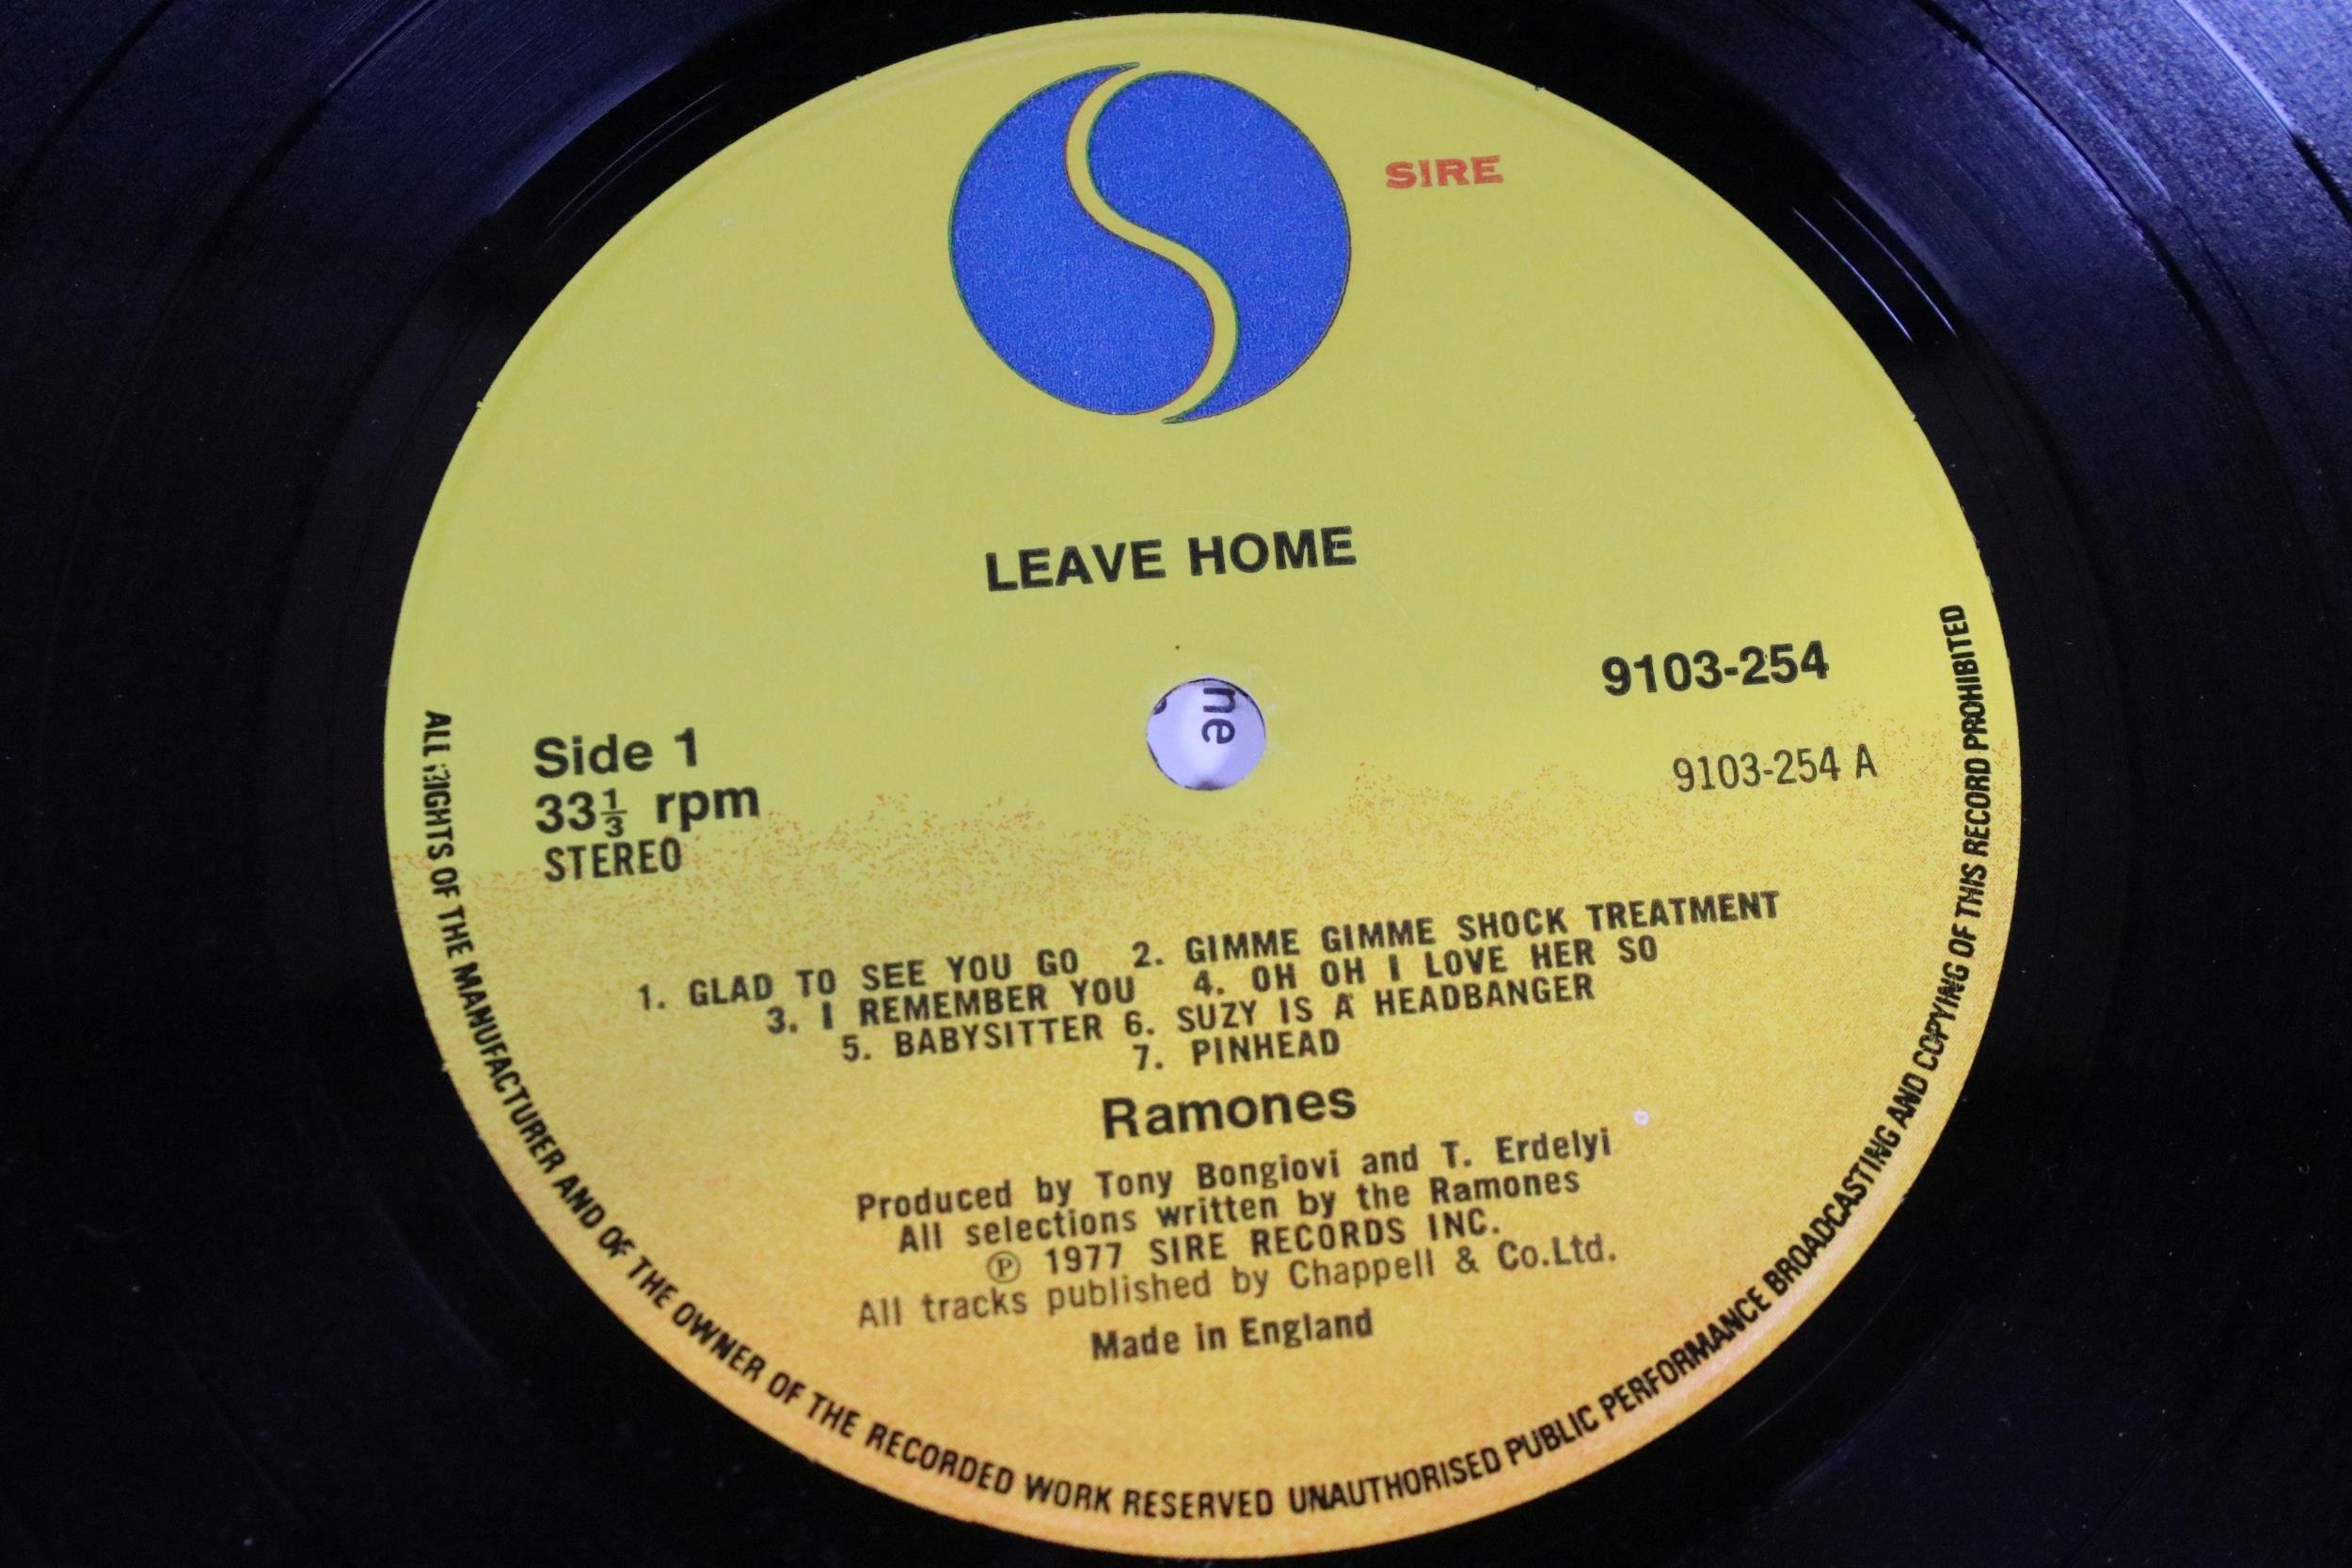 SIRE
LEAVE HOME
9103-254
9103-254 A
Side 1
33⅓ rpm
STEREO
1. GLAD TO SEE YOU GO 2. GIMME GIMME SHOCK TREATMENT
3. I REMEMBER YOU 4. OH OH I LOVE HER SO
5. BABYSITTER 6. SUZY IS A HEADBANGER
7. PINHEAD
Ramones
Produced by Tony Bongiovi and T. Erdelyi
All selections written by the Ramones
Ⓟ 1977 SIRE RECORDS INC.
All tracks published by Chappell & Co.Ltd.
Made in England
ALL RIGHTS OF THE MANUFACTURER AND OF THE OWNER OF THE RECORDED WORK RESERVED UNAUTHORISED PUBLIC PERFORMANCE BROADCASTING AND COPYING OF THIS RECORD PROHIBITED